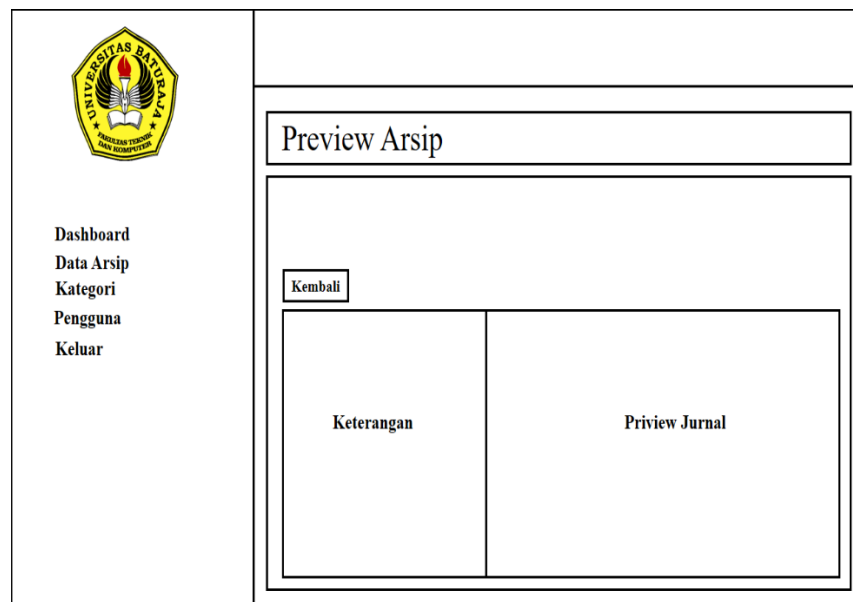 UNIVERSITAS BATURAJA
FAKULTAS TEKNIK
DAN KOMPUTER
Dashboard
Data Arsip
Kategori
Pengguna
Keluar
Preview Arsip
Kembali
Keterangan
Priview Jurnal